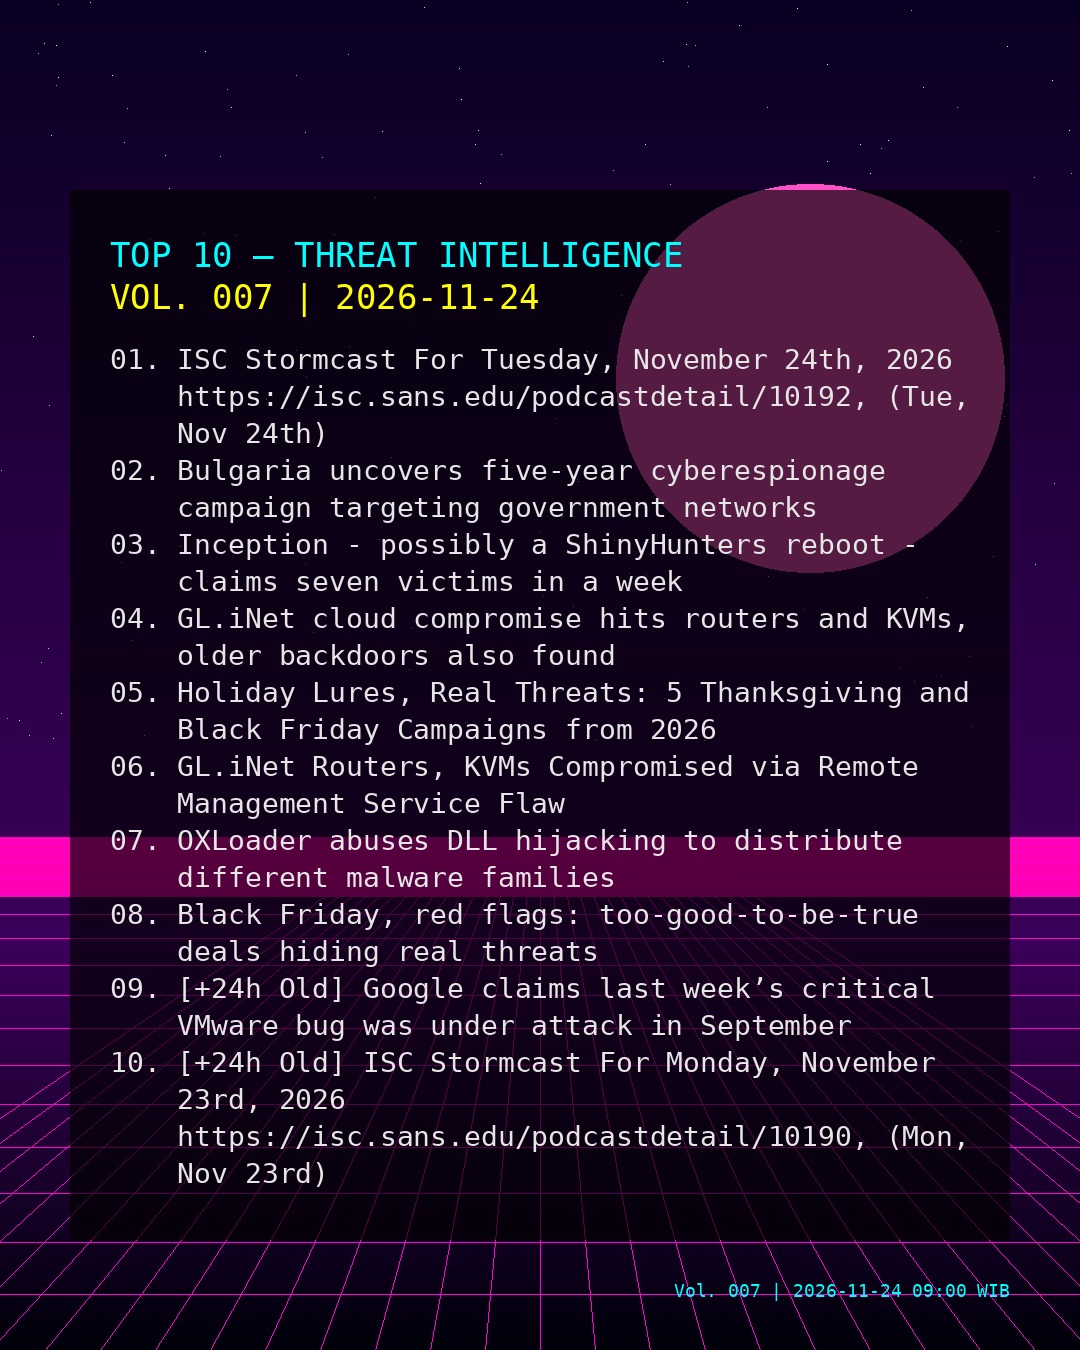 TOP 10 — THREAT INTELLIGENCE
VOL. 007 | 2026-11-24
01. ISC Stormcast For Tuesday, November 24th, 2026
https://isc.sans.edu/podcastdetail/10192, (Tue,
Nov 24th)
02. Bulgaria uncovers five-year cyberespionage
campaign targeting government networks
03. Inception - possibly a ShinyHunters reboot -
claims seven victims in a week
04. GL.iNet cloud compromise hits routers and KVMs,
older backdoors also found
05. Holiday Lures, Real Threats: 5 Thanksgiving and
Black Friday Campaigns from 2026
06. GL.iNet Routers, KVMs Compromised via Remote
Management Service Flaw
07. OXLoader abuses DLL hijacking to distribute
different malware families
08. Black Friday, red flags: too-good-to-be-true
deals hiding real threats
09. [+24h Old] Google claims last week’s critical
VMware bug was under attack in September
10. [+24h Old] ISC Stormcast For Monday, November
23rd, 2026
https://isc.sans.edu/podcastdetail/10190, (Mon,
Nov 23rd)
Vol. 007 | 2026-11-24 09:00 WIB